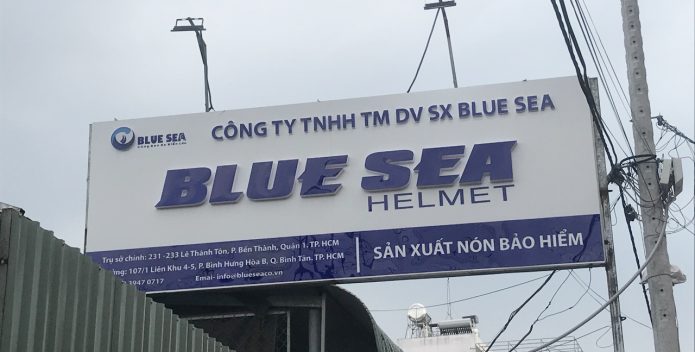 BLUE SEA
CÔNG TY TNHH TM DV SX BLUE SEA
BLUE SEA
HELMET
Trụ sở chính: 231 -233 Lê Thánh Tôn, P. Bến Thành, Quận 1. TP. HCM
107/1 Liên Khu 4-5, P. Bình Hưng Hòa B, Q. Bình Tân. TP. HCM
3947 0717 Emai- info@blueseaco.vn
SẢN XUẤT NÓN BẢO HIỂM